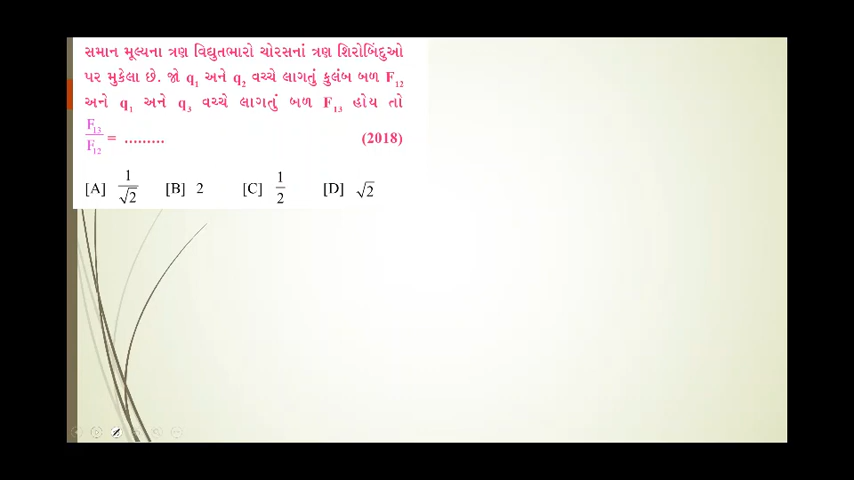 સમાન મૂલ્યના ત્રણ વિદ્યુતભારો ચોરસનાં ત્રણ શિરોબિંદુઓ
પર મુકેલા છે. જો q₁ અને q₂ વચ્ચે લાગતું કુલંબ બળ F₁₂
અને q₁ અને q₃ વચ્ચે લાગતું બળ F₁₃ હોય તો
F₁₃/F₁₂ = ......... (2018)
[A] 1/√2 [B] 2 [C] 1/2 [D] √2